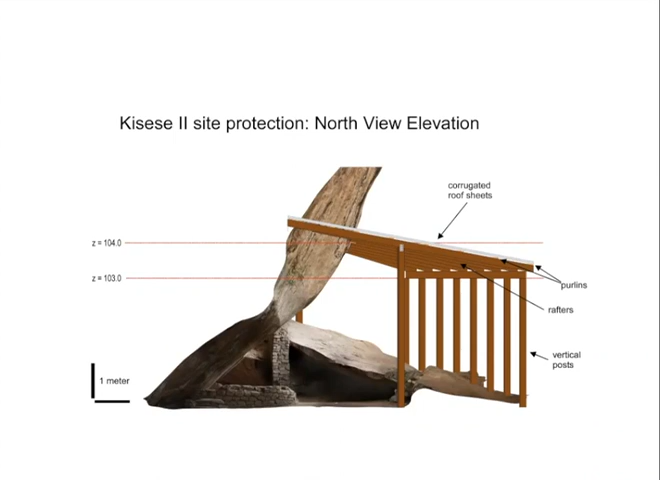 Kisese II site protection: North View Elevation
corrugated
roof sheets
z = 104.0
z = 103.0
purlins
rafters
vertical
posts
1 meter